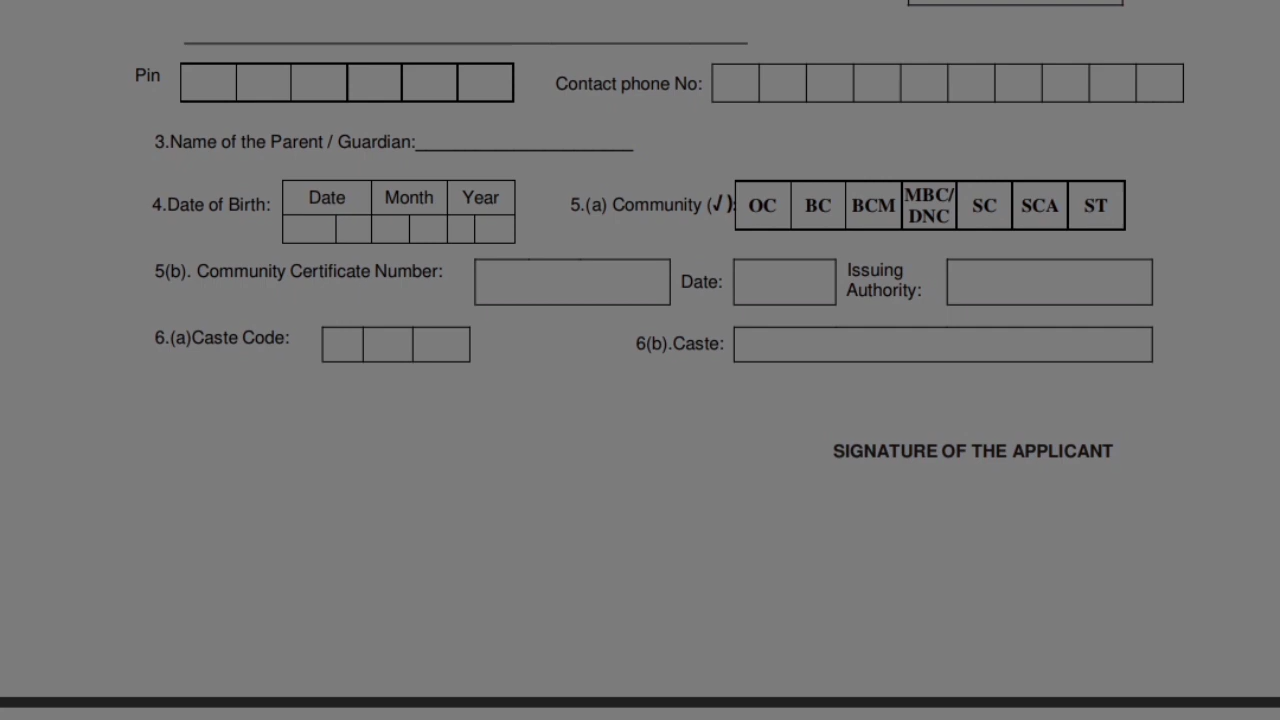 Pin
Contact phone No:
3.Name of the Parent / Guardian:
4.Date of Birth: Date Month Year
5.(a) Community (√): OC BC BCM MBC/DNC SC SCA ST
5(b). Community Certificate Number: Date: Issuing Authority:
6.(a)Caste Code: 6(b).Caste:
SIGNATURE OF THE APPLICANT